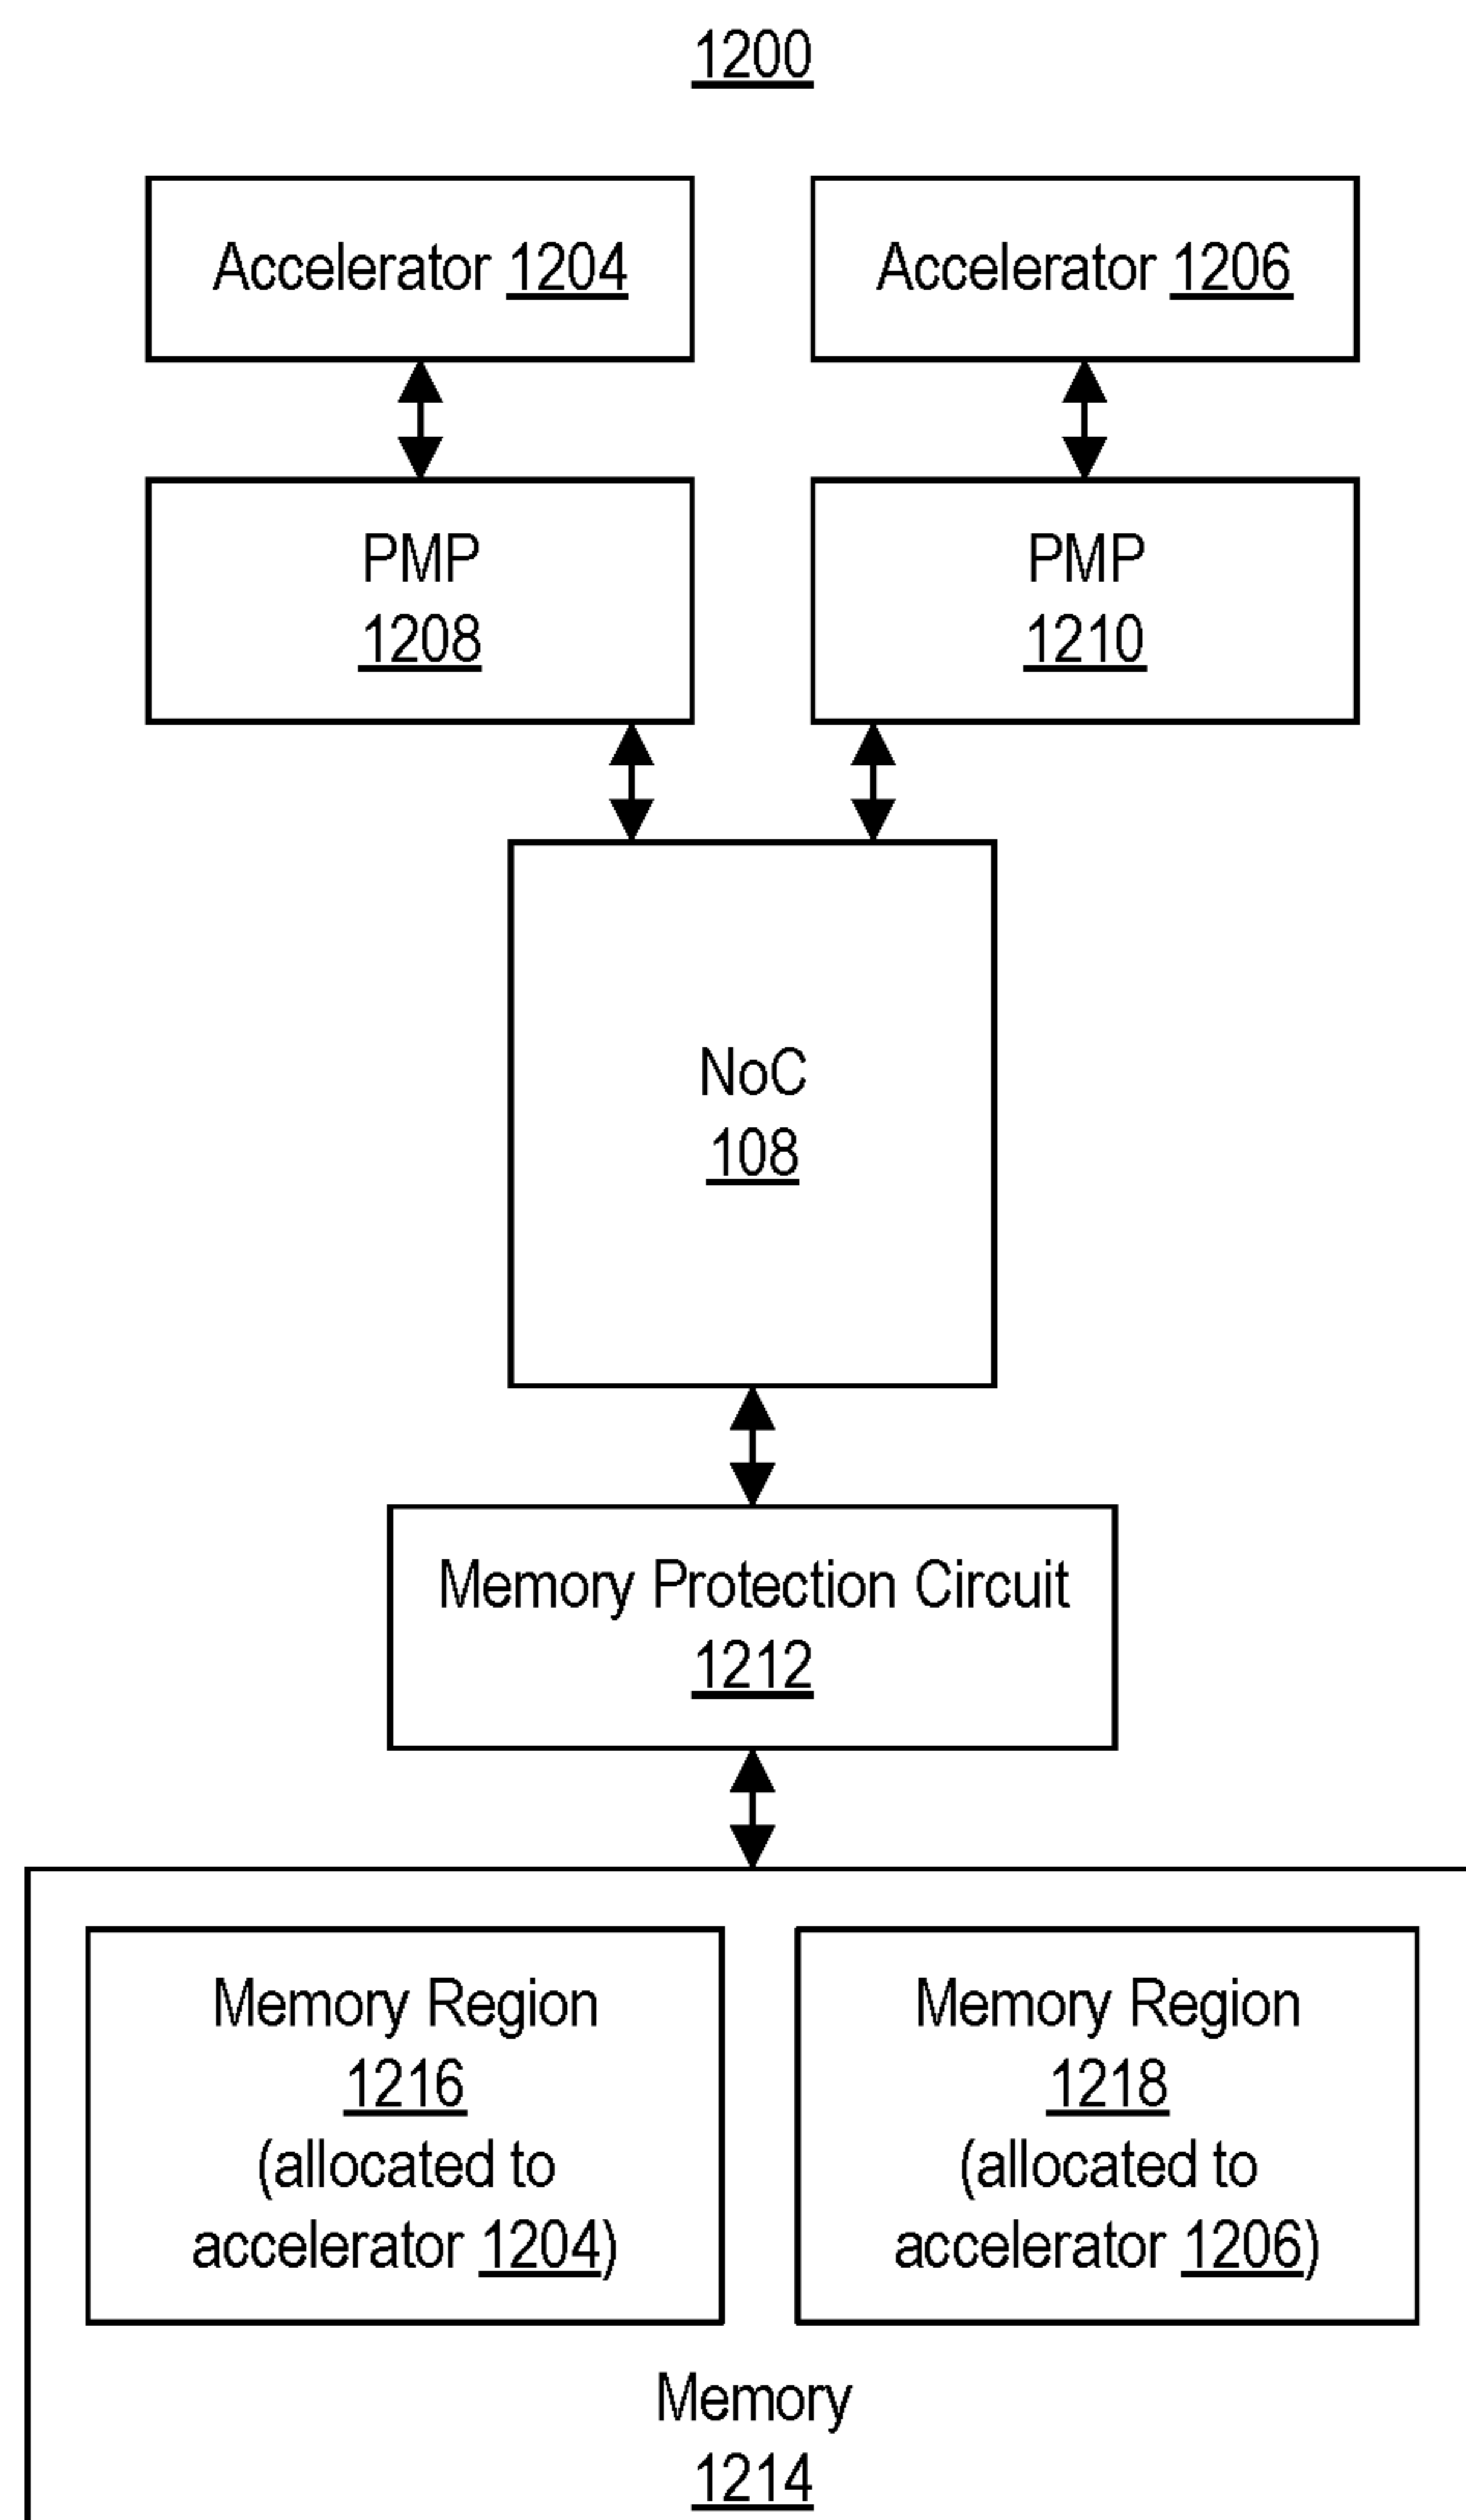 1200
Accelerator 1204
Accelerator 1206
PMP
1208
PMP
1210
NoC
108
Memory Protection Circuit
1212
Memory Region
1216
(allocated to
accelerator 1204)
Memory Region
1218
(allocated to
accelerator 1206)
Memory
1214